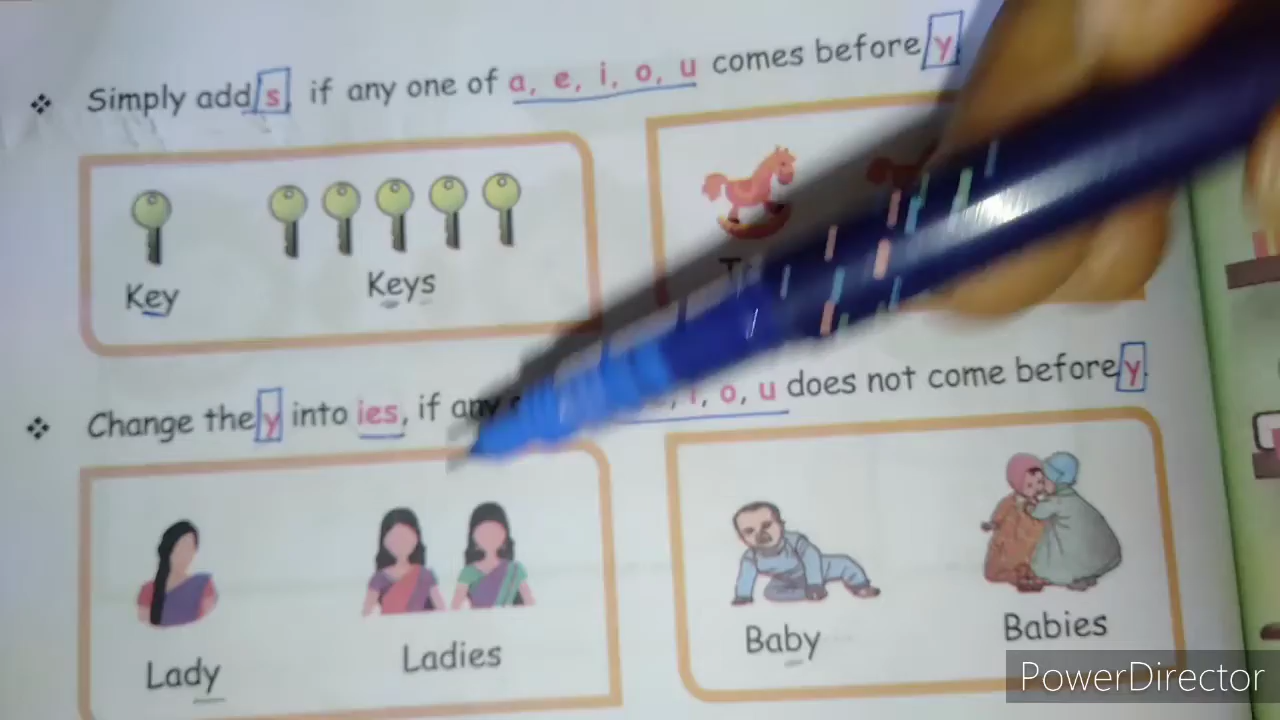 ❖ Simply add s if any one of a, e, i, o, u comes before y
Key
Keys
❖ Change the y into ies, if any i, o, u does not come before y.
Lady
Ladies
Baby
Babies
PowerDirector